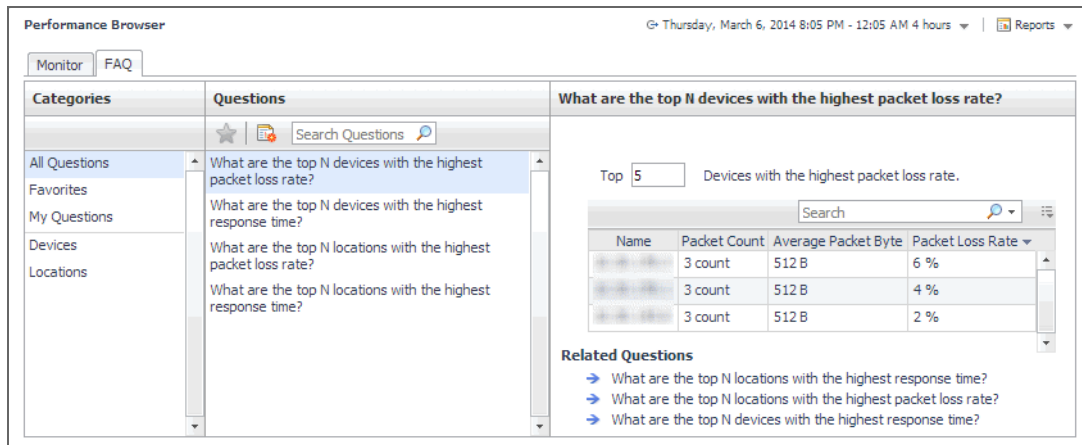 Performance Browser
Thursday, March 6, 2014 8:05 PM - 12:05 AM 4 hours | Reports
Monitor FAQ
Categories
All Questions
Favorites
My Questions
Devices
Locations
Questions
Search Questions
What are the top N devices with the highest
packet loss rate?
What are the top N devices with the highest
response time?
What are the top N locations with the highest
packet loss rate?
What are the top N locations with the highest
response time?
What are the top N devices with the highest packet loss rate?
Top 5 Devices with the highest packet loss rate.
Search
Name Packet Count Average Packet Byte Packet Loss Rate
3 count 512 B 6 %
3 count 512 B 4 %
3 count 512 B 2 %
Related Questions
What are the top N locations with the highest response time?
What are the top N locations with the highest packet loss rate?
What are the top N devices with the highest response time?